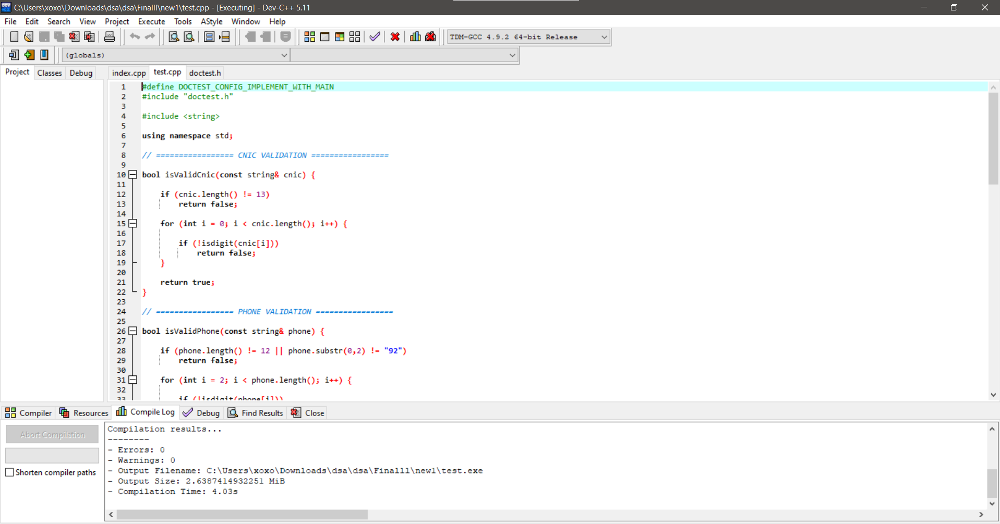 C:\Users\xoxo\Downloads\dsa\dsa\Finalll\new1\test.cpp - [Executing] - Dev-C++ 5.11
File Edit Search View Project Execute Tools AStyle Window Help
TDM-GCC 4.9.2 64-bit Release
(globals)
Project Classes Debug index.cpp test.cpp doctest.h
1 #define DOCTEST_CONFIG_IMPLEMENT_WITH_MAIN
2 #include "doctest.h"
3
4 #include <string>
5
6 using namespace std;
7
8 // ================= CNIC VALIDATION =================
9
10 bool isValidCnic(const string& cnic) {
11
12 if (cnic.length() != 13)
13 return false;
14
15 for (int i = 0; i < cnic.length(); i++) {
16
17 if (!isdigit(cnic[i]))
18 return false;
19 }
20
21 return true;
22 }
23
24 // ================= PHONE VALIDATION =================
25
26 bool isValidPhone(const string& phone) {
27
28 if (phone.length() != 12 || phone.substr(0,2) != "92")
29 return false;
30
31 for (int i = 2; i < phone.length(); i++) {
32
33 if (!isdigit(phone[i]))
Compiler Resources Compile Log Debug Find Results Close
Abort Compilation
Shorten compiler paths
Compilation results...
--------
- Errors: 0
- Warnings: 0
- Output Filename: C:\Users\xoxo\Downloads\dsa\dsa\Finalll\new1\test.exe
- Output Size: 2.6387414932251 MiB
- Compilation Time: 4.03s